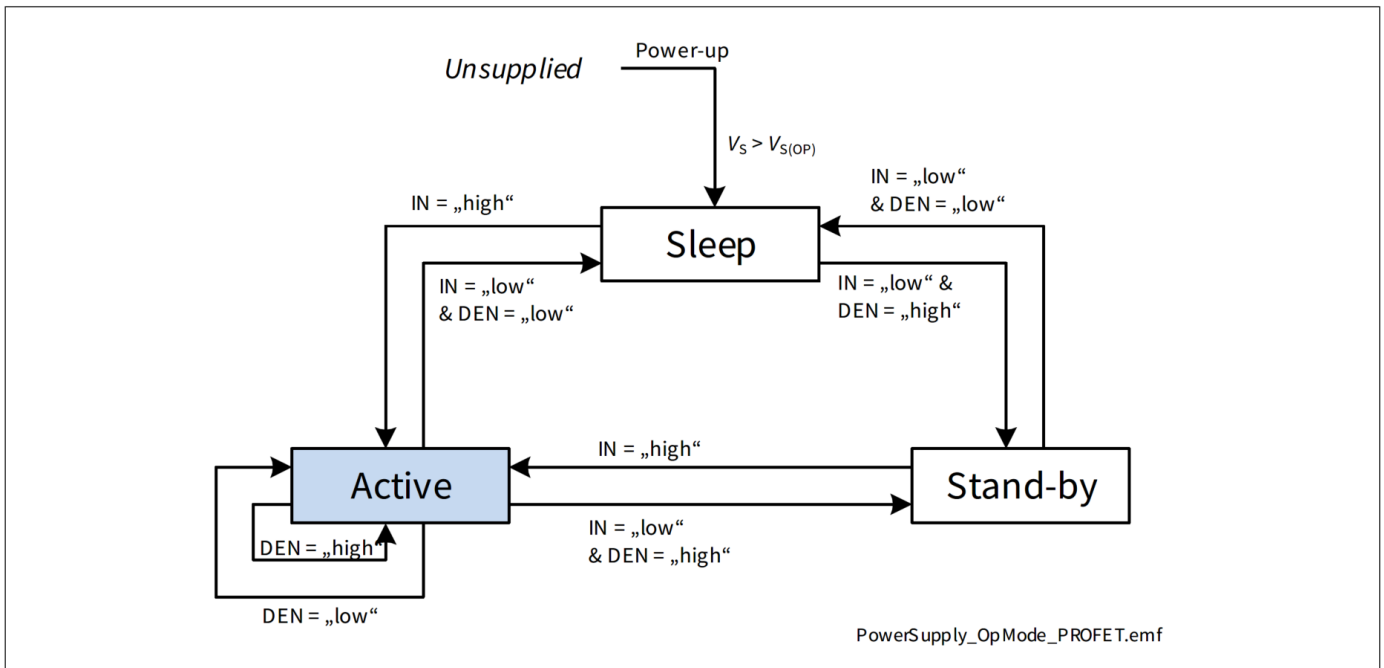 Power-up
Unsupplied
VS > VS(OP)
IN = „low“
& DEN = „low“
IN = „high“
Sleep
IN = „low“
& DEN = „low“
IN = „low“ &
DEN = „high“
IN = „high“
Active
Stand-by
IN = „low“
& DEN = „high“
DEN = „high“
DEN = „low“
PowerSupply_OpMode_PROFET.emf